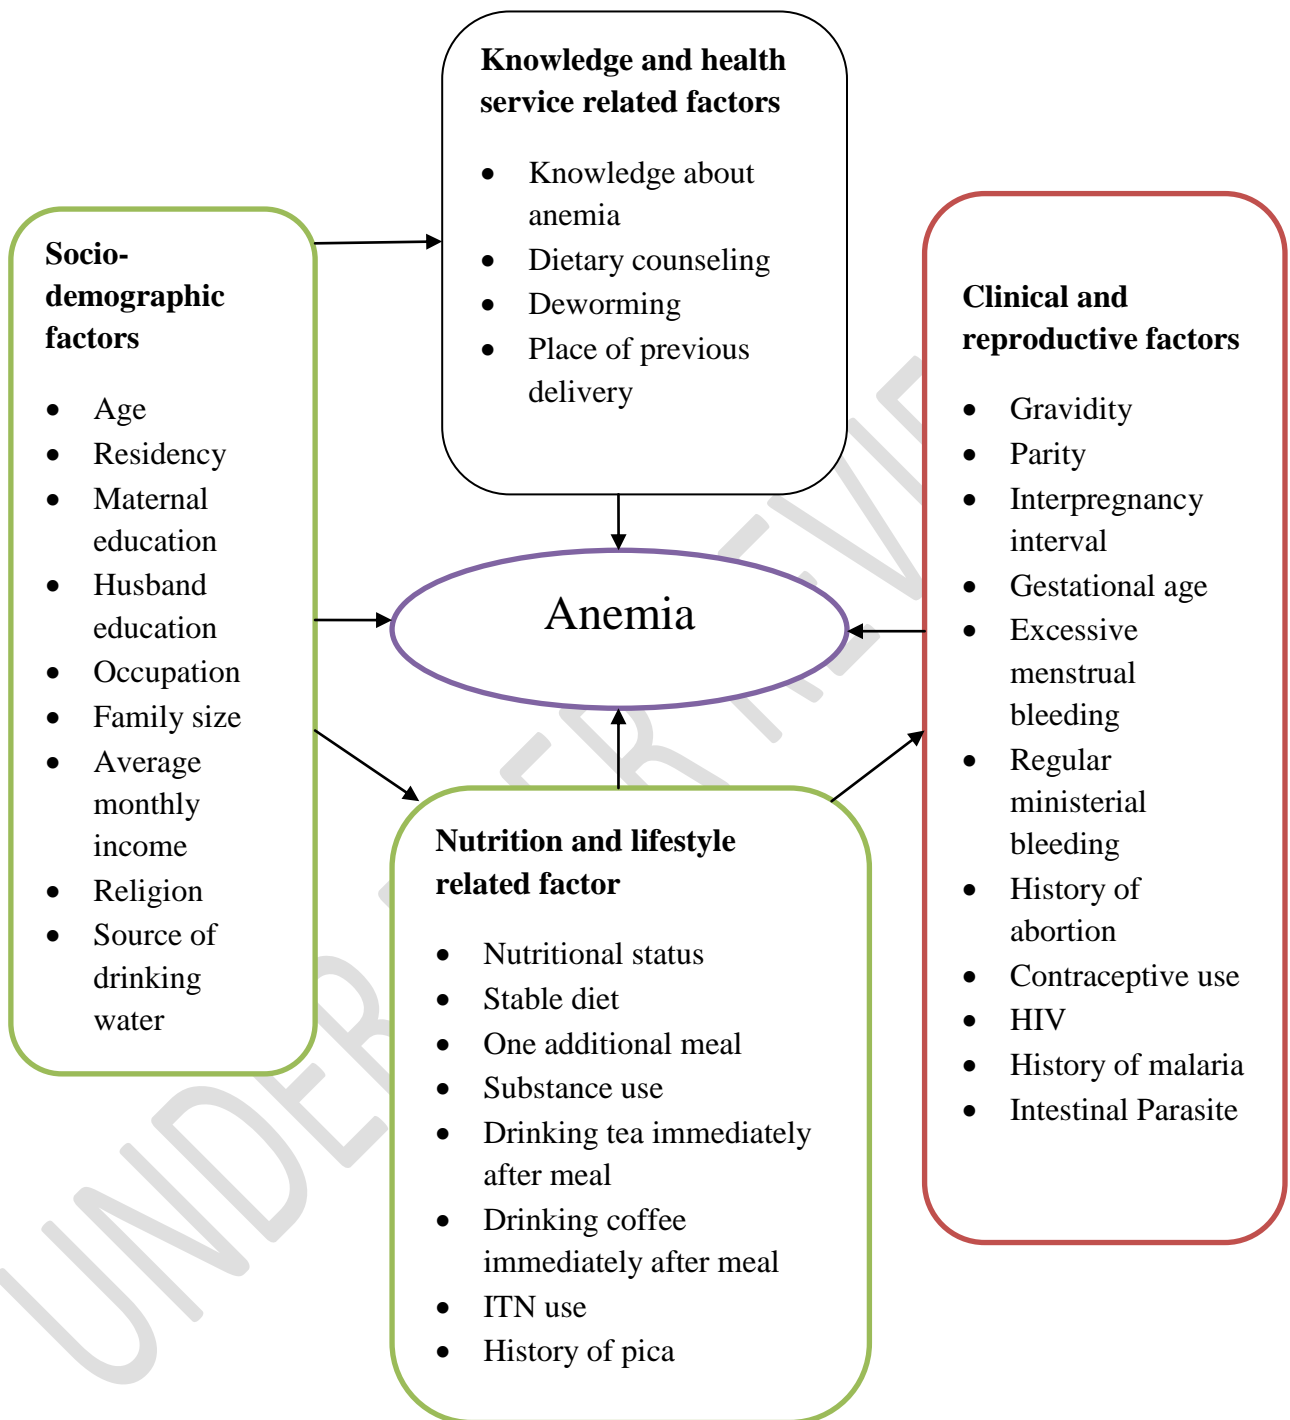 Knowledge and health
service related factors
• Knowledge about
anemia
• Dietary counseling
• Deworming
• Place of previous
delivery
Socio-
demographic
factors
• Age
• Residency
• Maternal
education
• Husband
education
• Occupation
• Family size
• Average
monthly
income
• Religion
• Source of
drinking
water
Anemia
Clinical and
reproductive factors
• Gravidity
• Parity
• Interpregnancy
interval
• Gestational age
• Excessive
menstrual
bleeding
• Regular
ministerial
bleeding
• History of
abortion
• Contraceptive use
• HIV
• History of malaria
• Intestinal Parasite
Nutrition and lifestyle
related factor
• Nutritional status
• Stable diet
• One additional meal
• Substance use
• Drinking tea immediately
after meal
• Drinking coffee
immediately after meal
• ITN use
• History of pica
UNDER